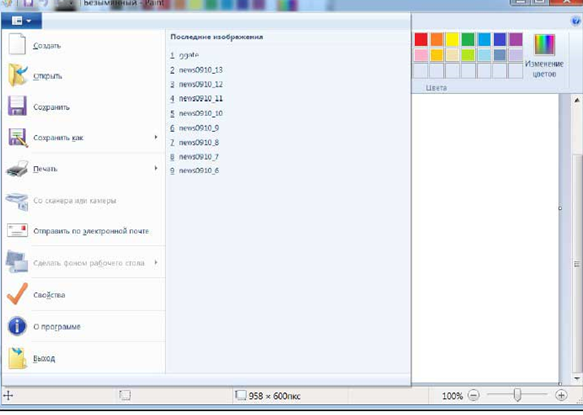 Безымянный - Paint
Последние изображения
Создать
1 ggate
2 news0910_13
Открыть
3 news0910_12
4 news0910_11
Сохранить
5 news0910_10
6 news0910_9
Сохранить как
7 news0910_8
8 news0910_7
Печать
9 news0910_6
Со сканера или камеры
Отправить по электронной почте
Сделать фоном рабочего стола
Свойства
О программе
Выход
Изменение
цветов
Цвета
958 × 600пкс
100%